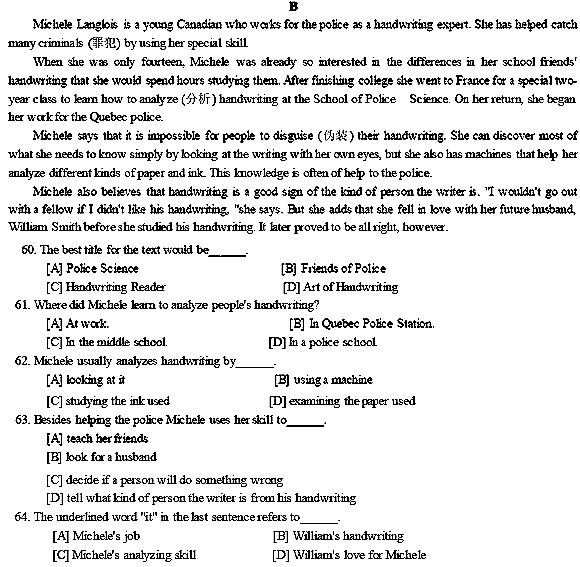 B
Michele Langlois is a young Canadian who works for the police as a handwriting expert. She has helped catch
many criminals (罪犯) by using her special skill.
When she was only fourteen, Michele was already so interested in the differences in her school friends'
handwriting that she would spend hours studying them. After finishing college she went to France for a special two-
year class to learn how to analyze (分析) handwriting at the School of Police Science. On her return, she began
her work for the Quebec police.
Michele says that it is impossible for people to disguise (伪装) their handwriting. She can discover most of
what she needs to know simply by looking at the writing with her own eyes, but she also has machines that help her
analyze different kinds of paper and ink. This knowledge is often of help to the police.
Michele also believes that handwriting is a good sign of the kind of person the writer is. "I wouldn't go out
with a fellow if I didn't like his handwriting, "she says. But she adds that she fell in love with her future husband,
William Smith before she studied his handwriting. It later proved to be all right, however.
60. The best title for the text would be______.
[A] Police Science [B] Friends of Police
[C] Handwriting Reader [D] Art of Handwriting
61. Where did Michele learn to analyze people's handwriting?
[A] At work. [B] In Quebec Police Station.
[C] In the middle school. [D] In a police school.
62. Michele usually analyzes handwriting by______.
[A] looking at it [B] using a machine
[C] studying the ink used [D] examining the paper used
63. Besides helping the police Michele uses her skill to______.
[A] teach her friends
[B] look for a husband
[C] decide if a person will do something wrong
[D] tell what kind of person the writer is from his handwriting
64. The underlined word "it" in the last sentence refers to______.
[A] Michele's job [B] William's handwriting
[C] Michele's analyzing skill [D] William's love for Michele